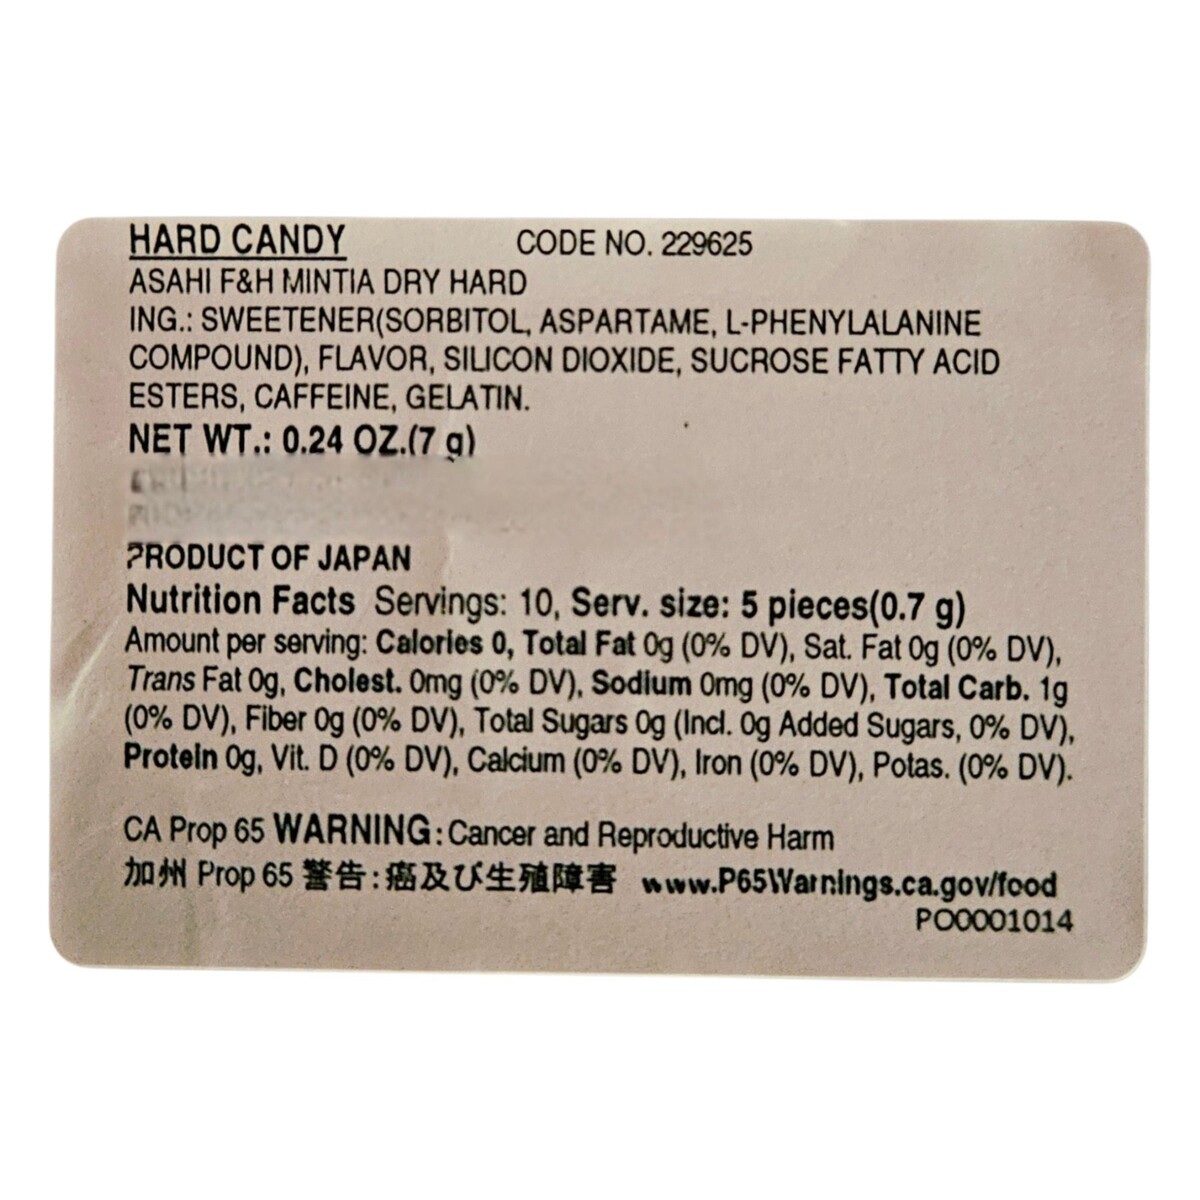 HARD CANDY CODE NO. 229625
ASAHI F&H MINTIA DRY HARD
ING.: SWEETENER(SORBITOL, ASPARTAME, L-PHENYLALANINE
COMPOUND), FLAVOR, SILICON DIOXIDE, SUCROSE FATTY ACID
ESTERS, CAFFEINE, GELATIN.
NET WT.: 0.24 OZ.(7 g)
PRODUCT OF JAPAN
Nutrition Facts Servings: 10, Serv. size: 5 pieces(0.7 g)
Amount per serving: Calories 0, Total Fat 0g (0% DV), Sat. Fat 0g (0% DV),
Trans Fat 0g, Cholest. 0mg (0% DV), Sodium 0mg (0% DV), Total Carb. 1g
(0% DV), Fiber 0g (0% DV), Total Sugars 0g (Incl. 0g Added Sugars, 0% DV),
Protein 0g, Vit. D (0% DV), Calcium (0% DV), Iron (0% DV), Potas. (0% DV).
CA Prop 65 WARNING: Cancer and Reproductive Harm
加州 Prop 65 警告: 癌及び生殖障害 www.P65Warnings.ca.gov/food
PO0001014